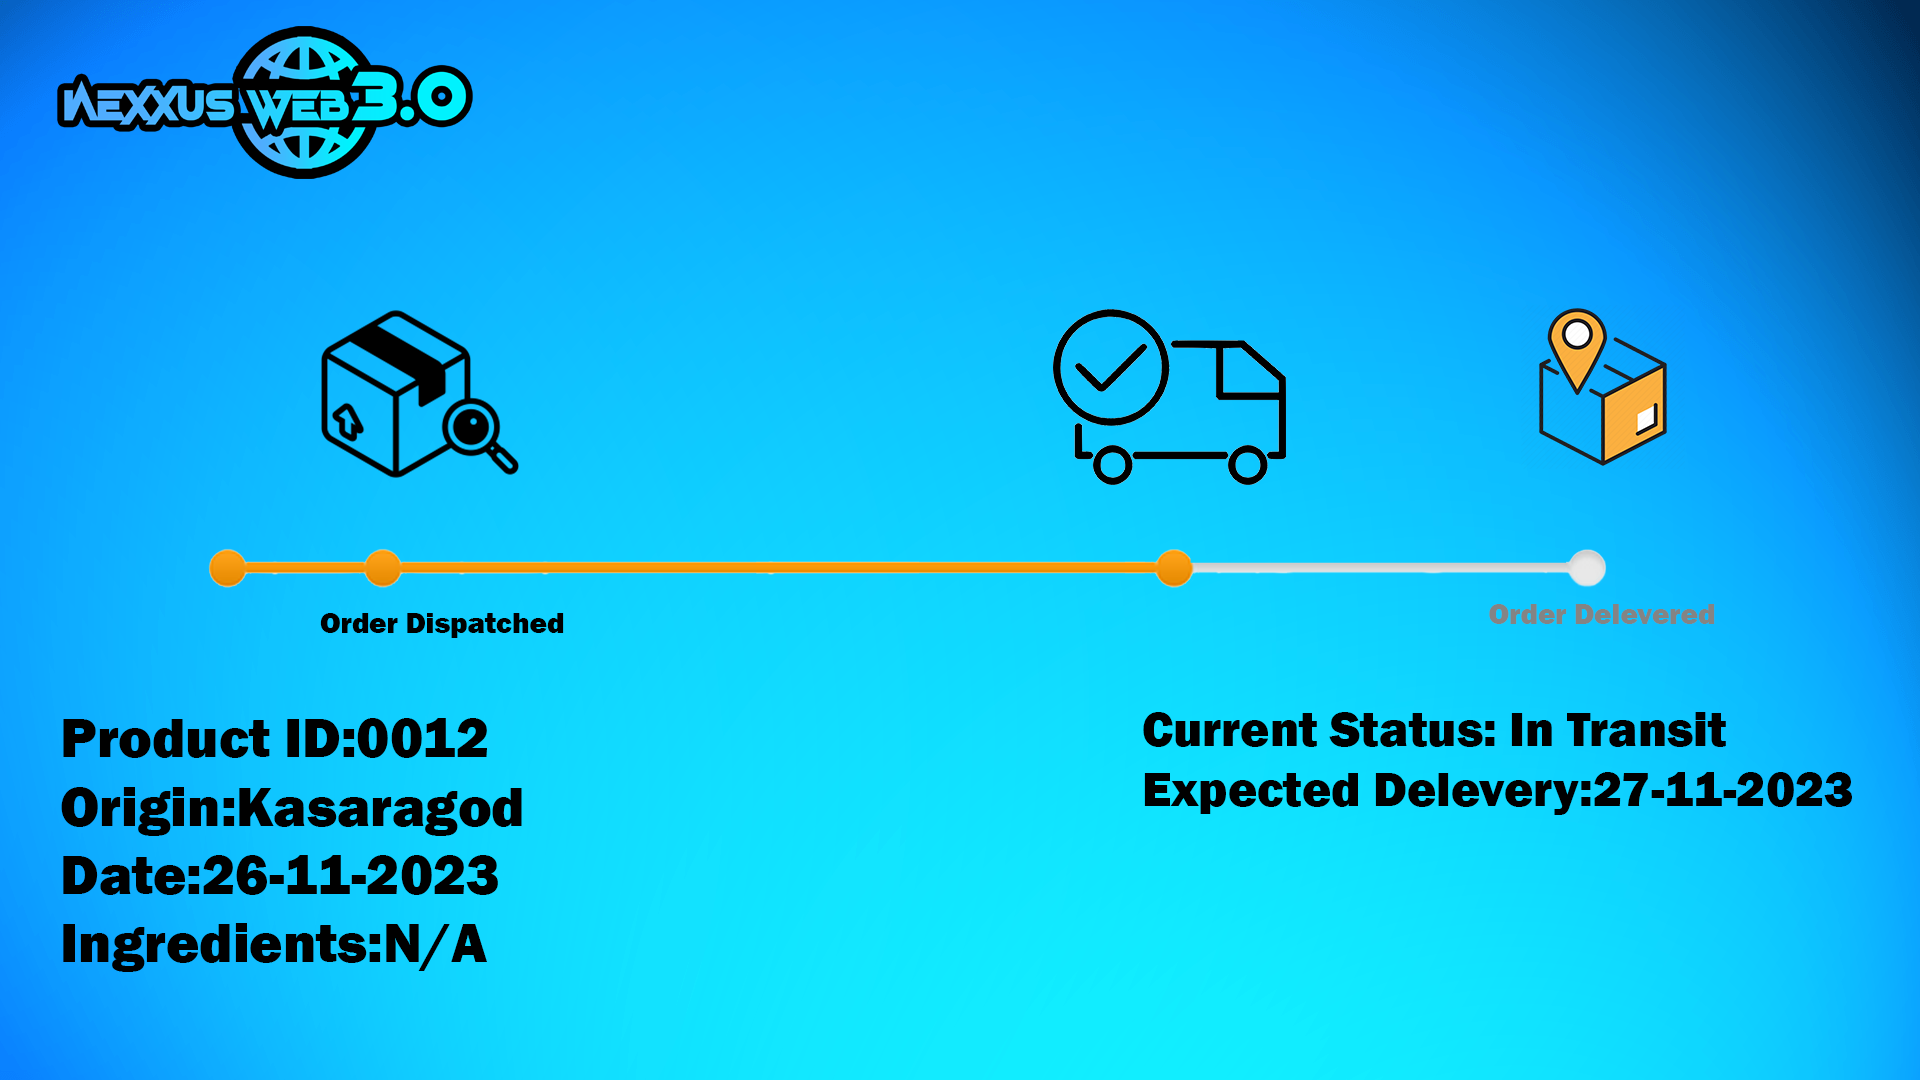 NEXXUS WEB 3.0
Order Dispatched
Order Delevered
Product ID:0012
Origin:Kasaragod
Date:26-11-2023
Ingredients:N/A
Current Status: In Transit
Expected Delevery:27-11-2023